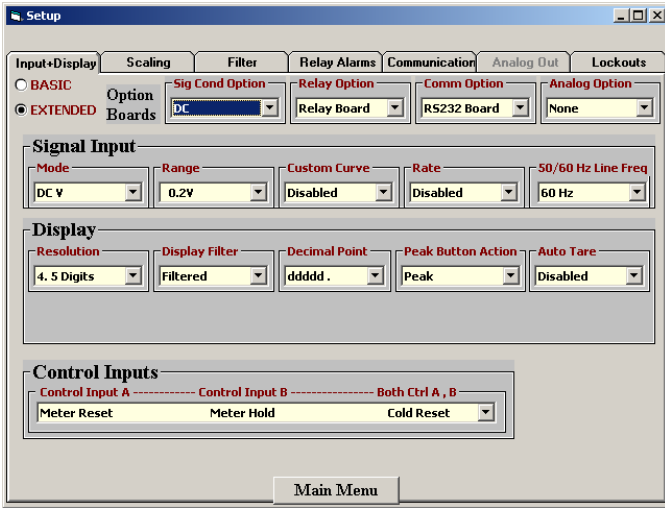 Setup
Input+Display Scaling Filter Relay Alarms Communication Analog Out Lockouts
BASIC
EXTENDED
Option
Boards
Sig Cond Option Relay Option Comm Option Analog Option
DC Relay Board RS232 Board None
Signal Input
Mode Range Custom Curve Rate 50/60 Hz Line Freq
DC V 0.2V Disabled Disabled 60 Hz
Display
Resolution Display Filter Decimal Point Peak Button Action Auto Tare
4. 5 Digits Filtered ddddd . Peak Disabled
Control Inputs
Control Input A ------------ Control Input B ---------------- Both Ctrl A , B
Meter Reset Meter Hold Cold Reset
Main Menu